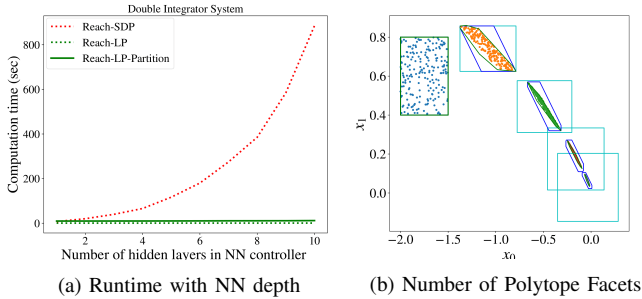 Double Integrator System
Reach-SDP
Reach-LP
Reach-LP-Partition
Computation time (sec)
800
600
400
200
0
2 4 6 8 10
Number of hidden layers in NN controller
(a) Runtime with NN depth
x₁
0.8
0.6
0.4
0.2
0.0
-2.0 -1.5 -1.0 -0.5 0.0
x₀
(b) Number of Polytope Facets